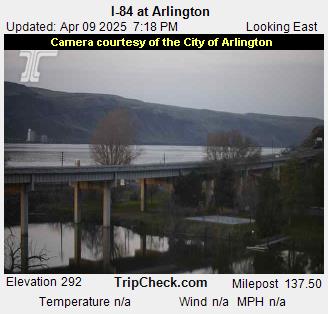 I-84 at Arlington
Updated: Apr 09 2025 7:18 PM Looking East
Camera courtesy of the City of Arlington
Elevation 292 TripCheck.com Milepost 137.50
Temperature n/a Wind n/a MPH n/a